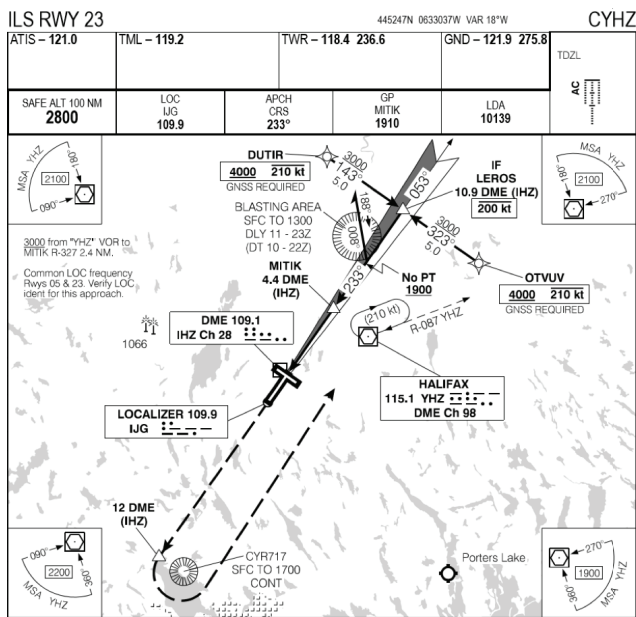 ILS RWY 23
445247N 0633037W VAR 18°W
CYHZ
ATIS – 121.0
TML – 119.2
TWR – 118.4 236.6
GND – 121.9 275.8
TDZL
AC
SAFE ALT 100 NM
2800
LOC
IJG
109.9
APCH
CRS
233°
GP
MITIK
1910
LDA
10139
MSA YHZ
180°
2100
090°
DUTIR
4000 210 kt
GNSS REQUIRED
3000
143°
5.0
053°
IF
LEROS
10.9 DME (IHZ)
200 kt
MSA YHZ
180°
2100
270°
BLASTING AREA
SFC TO 1300
DLY 11 - 23Z
(DT 10 - 22Z)
188°
008°
3000
323°
5.0
3000 from "YHZ" VOR to
MITIK R-327 2.4 NM.
Common LOC frequency
Rwys 05 & 23. Verify LOC
ident for this approach.
MITIK
4.4 DME
(IHZ)
233°
No PT
1900
OTVUV
4000 210 kt
GNSS REQUIRED
1066
DME 109.1
IHZ Ch 28
(210 kt)
R-087 YHZ
HALIFAX
115.1 YHZ
DME Ch 98
LOCALIZER 109.9
IJG
12 DME
(IHZ)
CYR717
SFC TO 1700
CONT
Porters Lake
090°
2200
360°
MSA YHZ
270°
1900
360°
MSA YHZ